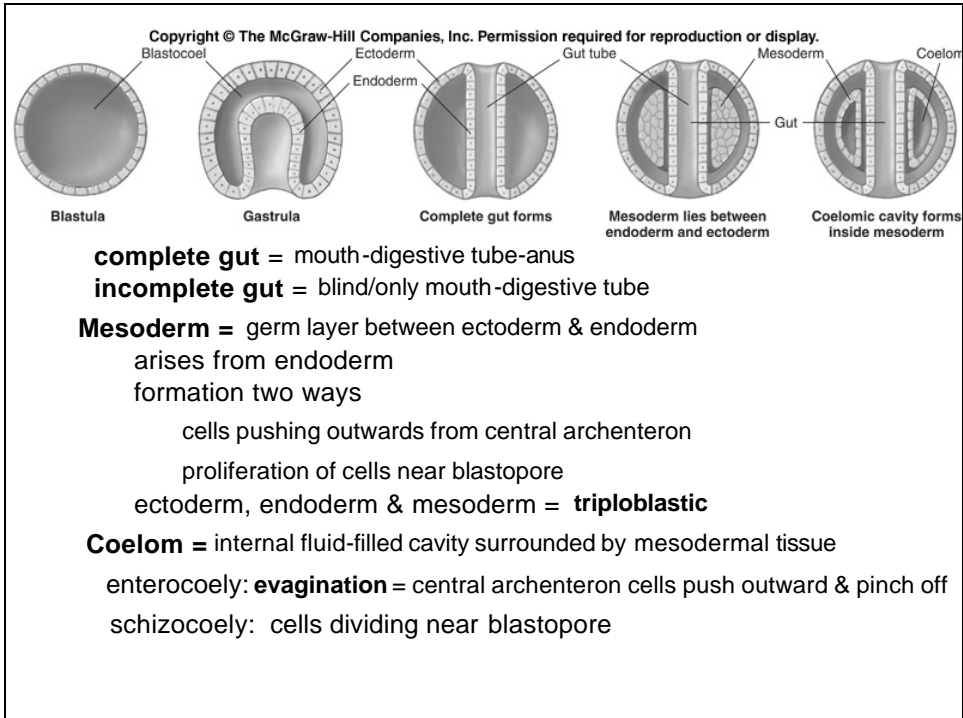 Copyright © The McGraw-Hill Companies, Inc. Permission required for reproduction or display.
Blastocoel
Ectoderm
Endoderm
Gut tube
Mesoderm
Coelom
Gut
Blastula
Gastrula
Complete gut forms
Mesoderm lies between
endoderm and ectoderm
Coelomic cavity forms
inside mesoderm
complete gut = mouth-digestive tube-anus
incomplete gut = blind/only mouth-digestive tube
Mesoderm = germ layer between ectoderm & endoderm
arises from endoderm
formation two ways
cells pushing outwards from central archenteron
proliferation of cells near blastopore
ectoderm, endoderm & mesoderm = triploblastic
Coelom = internal fluid-filled cavity surrounded by mesodermal tissue
enterocoely: evagination = central archenteron cells push outward & pinch off
schizocoely: cells dividing near blastopore